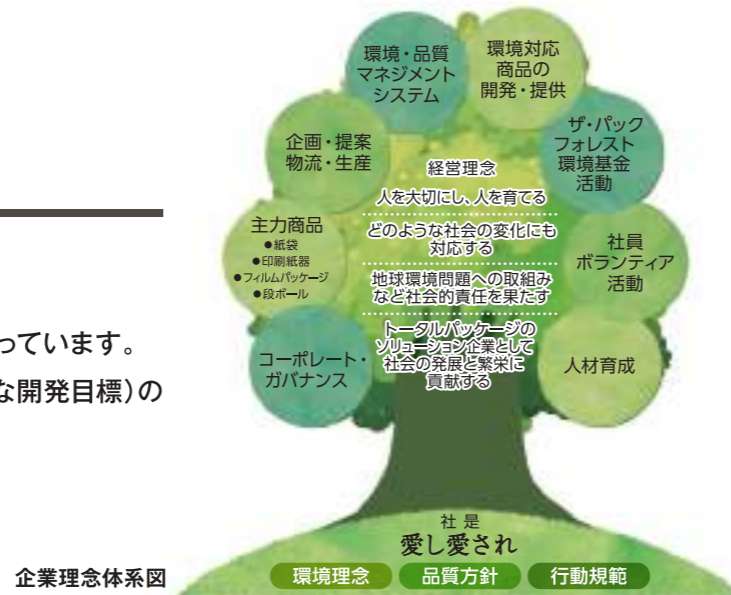 環境・品質
マネジメント
システム
環境対応
商品の
開発・提供
企画・提案
物流・生産
ザ・パック
フォレスト
環境基金
活動
経営理念
人を大切にし、人を育てる
どのような社会の変化にも
対応する
地球環境問題への取組み
など社会的責任を果たす
トータルパッケージの
ソリューション企業として
社会の発展と繁栄に
貢献する
主力商品
●紙袋
●印刷紙器
●フィルムパッケージ
●段ボール
社員
ボランティア
活動
コーポレート・
ガバナンス
人材育成
っています。
な開発目標)の
社 是
愛し愛され
企業理念体系図
環境理念
品質方針
行動規範